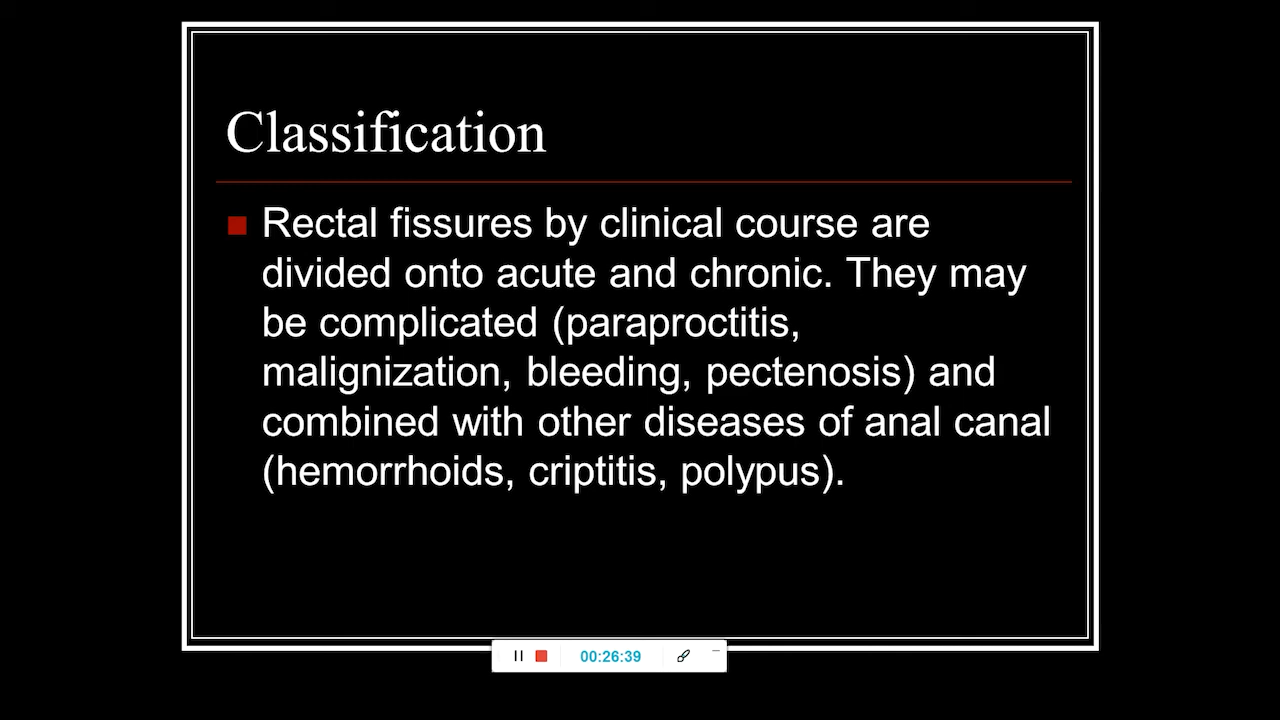 Classification
Rectal fissures by clinical course are
divided onto acute and chronic. They may
be complicated (paraproctitis,
malignization, bleeding, pectenosis) and
combined with other diseases of anal canal
(hemorrhoids, criptitis, polypus).
00:26:39